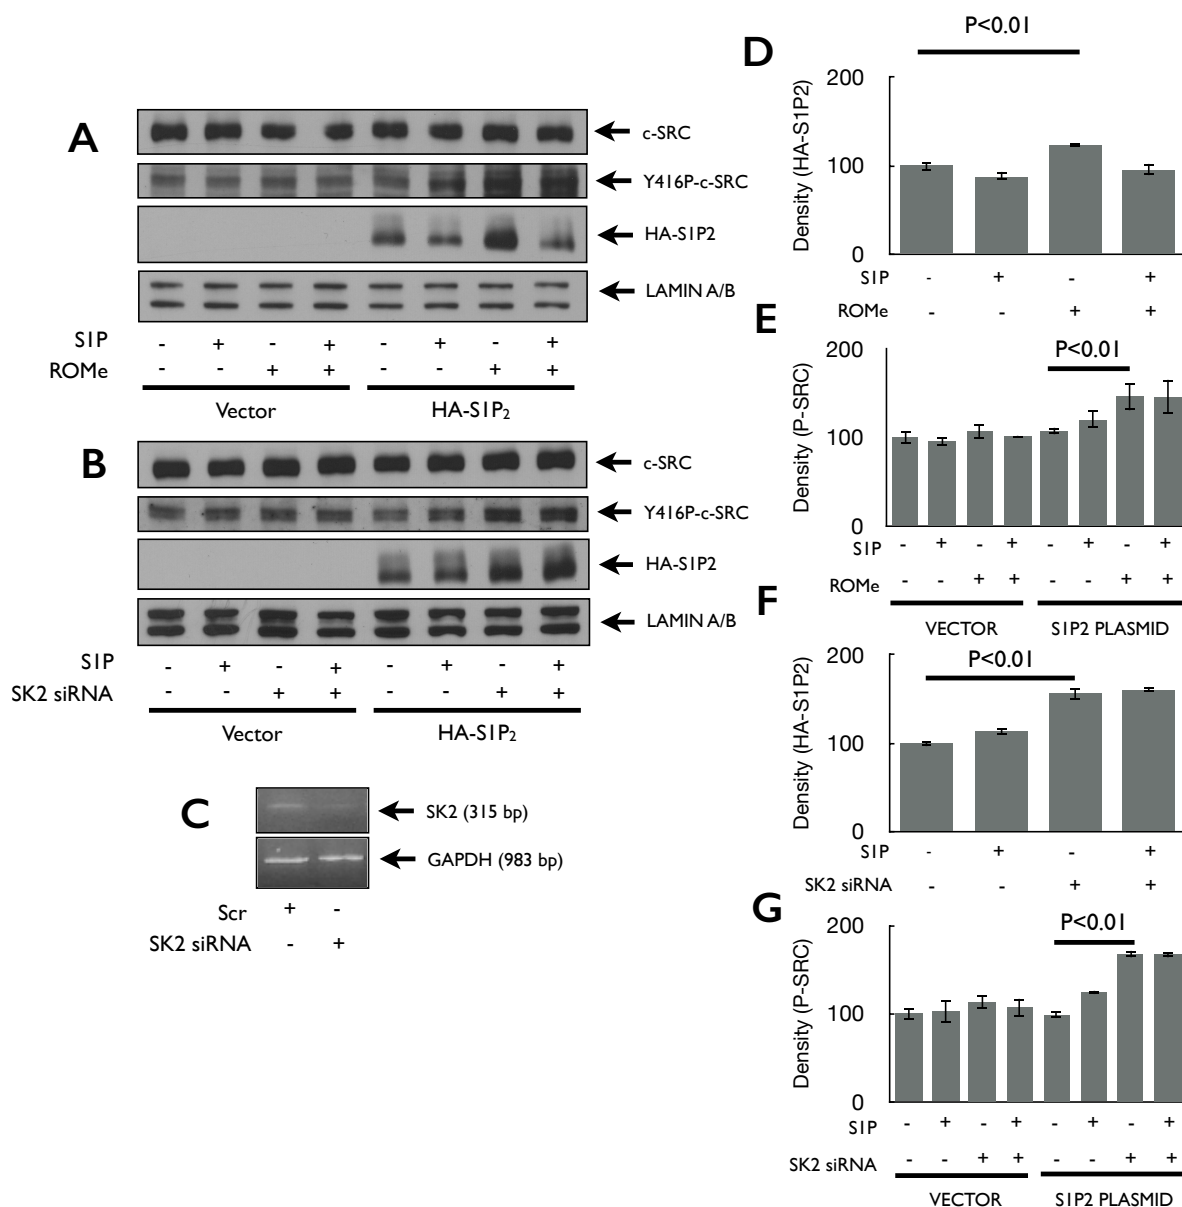 A
c-SRC
Y416P-c-SRC
HA-S1P2
LAMIN A/B
S1P - + - + - + - +
ROMe - - + + - - + +
Vector HA-S1P2
B
c-SRC
Y416P-c-SRC
HA-S1P2
LAMIN A/B
S1P - + - + - + - +
SK2 siRNA - - + + - - + +
Vector HA-S1P2
C
SK2 (315 bp)
GAPDH (983 bp)
Scr + -
SK2 siRNA - +
D
P<0.01
Density (HA-S1P2)
200
100
0
S1P - + - +
ROMe - - + +
E
P<0.01
Density (P-SRC)
200
100
0
S1P - + - + - + - +
ROMe - - + + - - + +
VECTOR S1P2 PLASMID
F
P<0.01
Density (HA-S1P2)
200
100
0
S1P - + - +
SK2 siRNA - - + +
G
P<0.01
Density (P-SRC)
200
100
0
S1P - + - + - + - +
SK2 siRNA - - + + - - + +
VECTOR S1P2 PLASMID